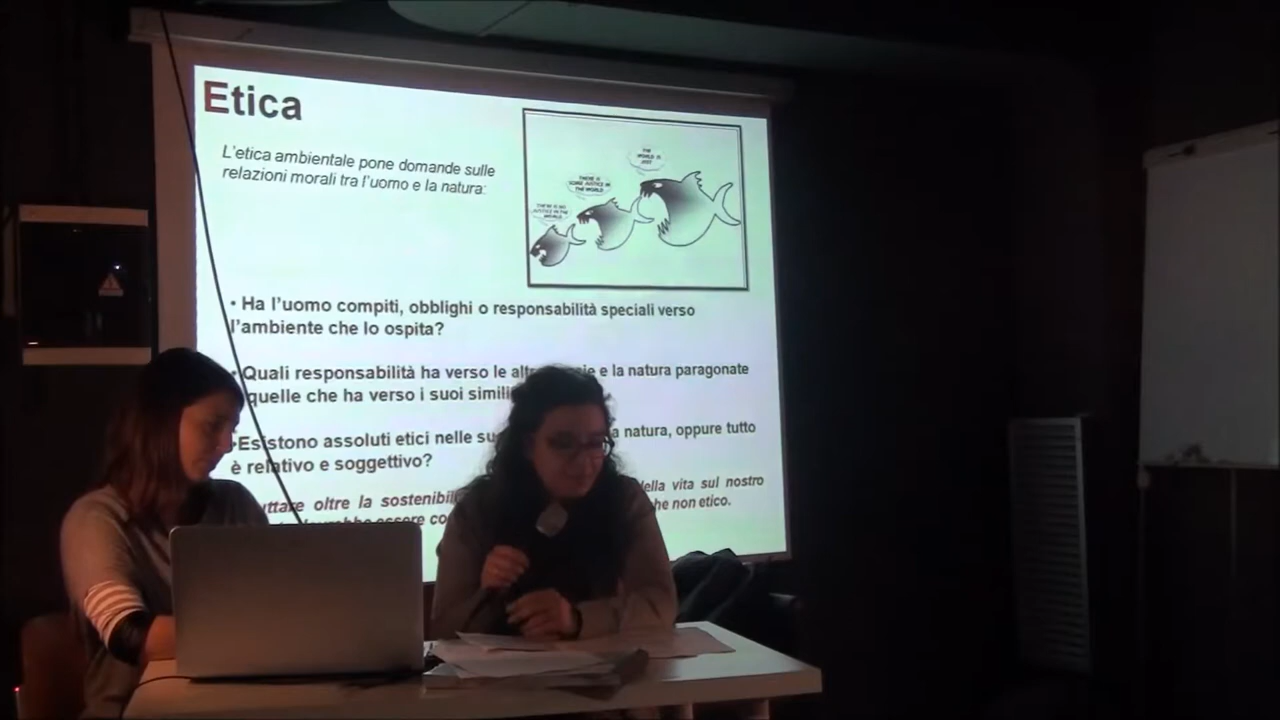 Etica
L'etica ambientale pone domande sulle
relazioni morali tra l'uomo e la natura:
THE
WORLD IS
JUST
THERE IS
SOME JUSTICE IN
THE WORLD
THERE IS NO
JUSTICE IN THE
WORLD
• Ha l'uomo compiti, obblighi o responsabilità speciali verso
l'ambiente che lo ospita?
• Quali responsabilità ha verso le e la natura paragonate
quelle che ha verso i suoi simili
•Esistono assoluti etici nelle natura, oppure tutto
è relativo e soggettivo?
oltre la della vita sul nostro
essere non etico.